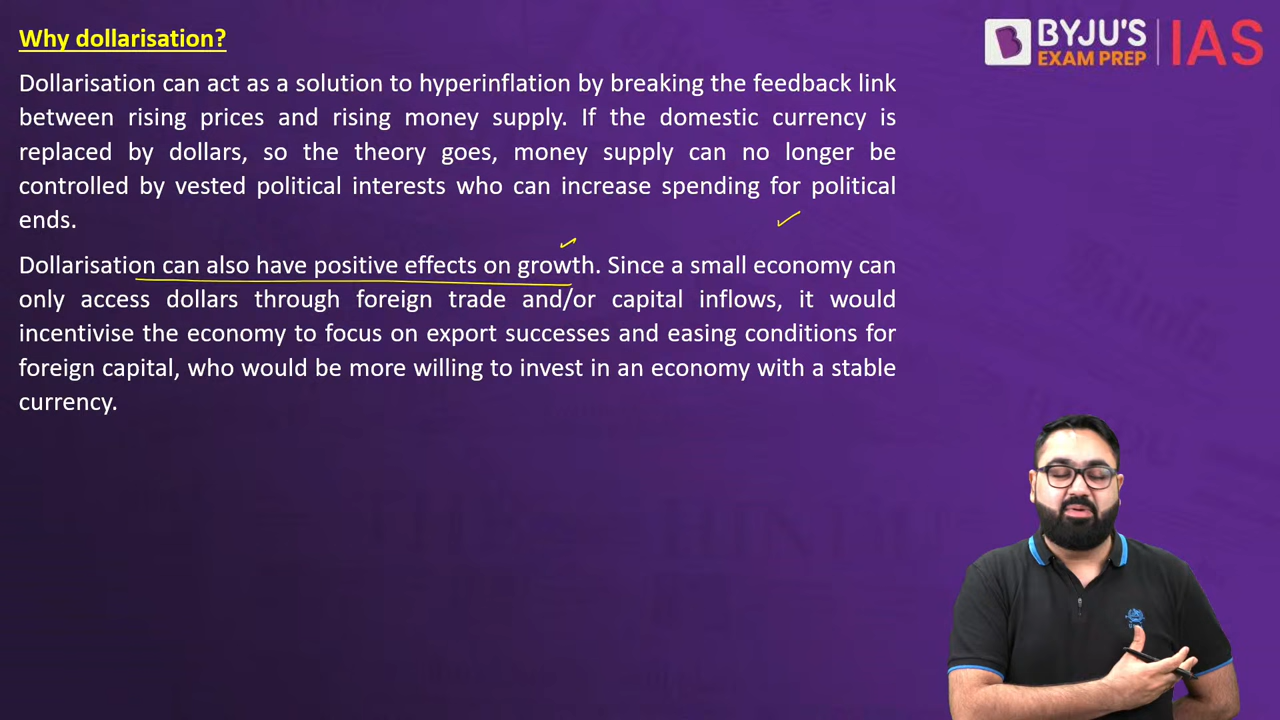 Why dollarisation?
BYJU'S
EXAM PREP
IAS
Dollarisation can act as a solution to hyperinflation by breaking the feedback link
between rising prices and rising money supply. If the domestic currency is
replaced by dollars, so the theory goes, money supply can no longer be
controlled by vested political interests who can increase spending for political
ends.
Dollarisation can also have positive effects on growth. Since a small economy can
only access dollars through foreign trade and/or capital inflows, it would
incentivise the economy to focus on export successes and easing conditions for
foreign capital, who would be more willing to invest in an economy with a stable
currency.